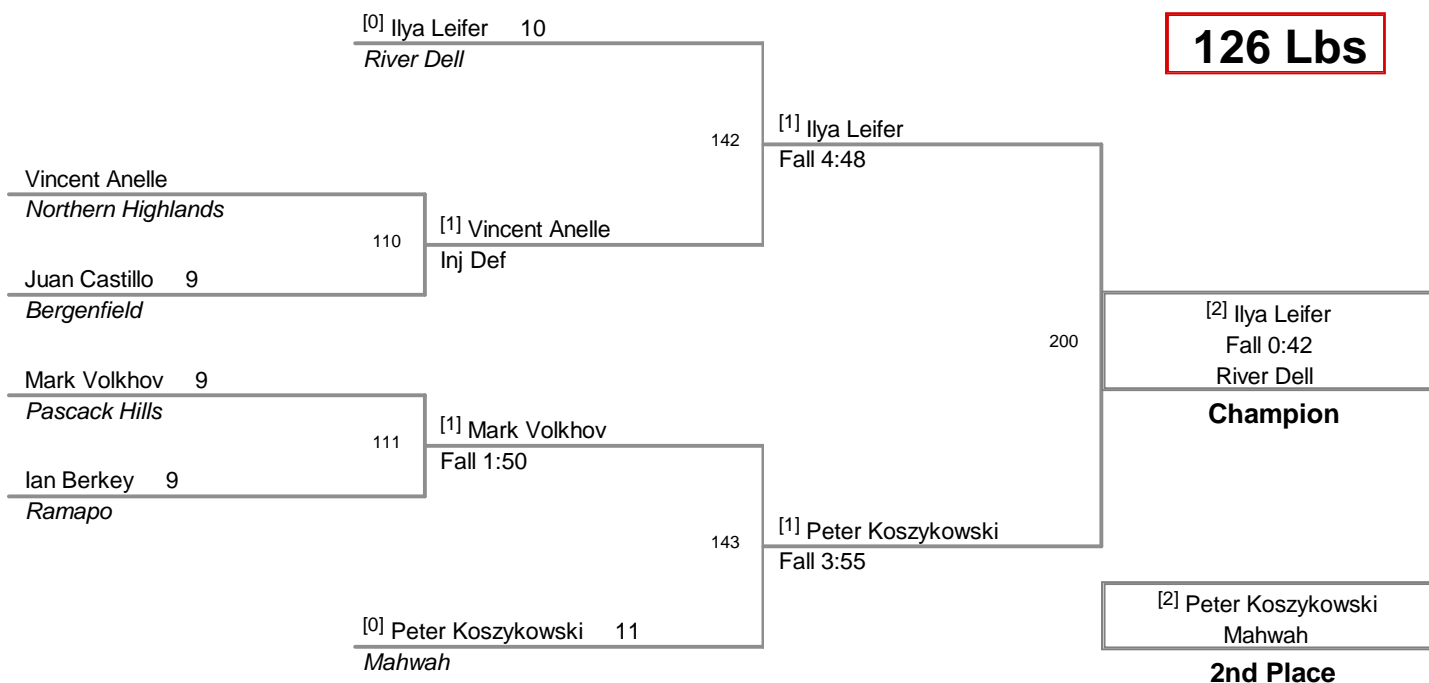 [0] Ilya Leifer 10
River Dell
126 Lbs
142
[1] Ilya Leifer
Fall 4:48
Vincent Anelle
Northern Highlands
110
[1] Vincent Anelle
Inj Def
Juan Castillo 9
Bergenfield
200
[2] Ilya Leifer
Fall 0:42
River Dell
Champion
Mark Volkhov 9
Pascack Hills
111
[1] Mark Volkhov
Fall 1:50
Ian Berkey 9
Ramapo
143
[1] Peter Koszykowski
Fall 3:55
[0] Peter Koszykowski 11
Mahwah
[2] Peter Koszykowski
Mahwah
2nd Place